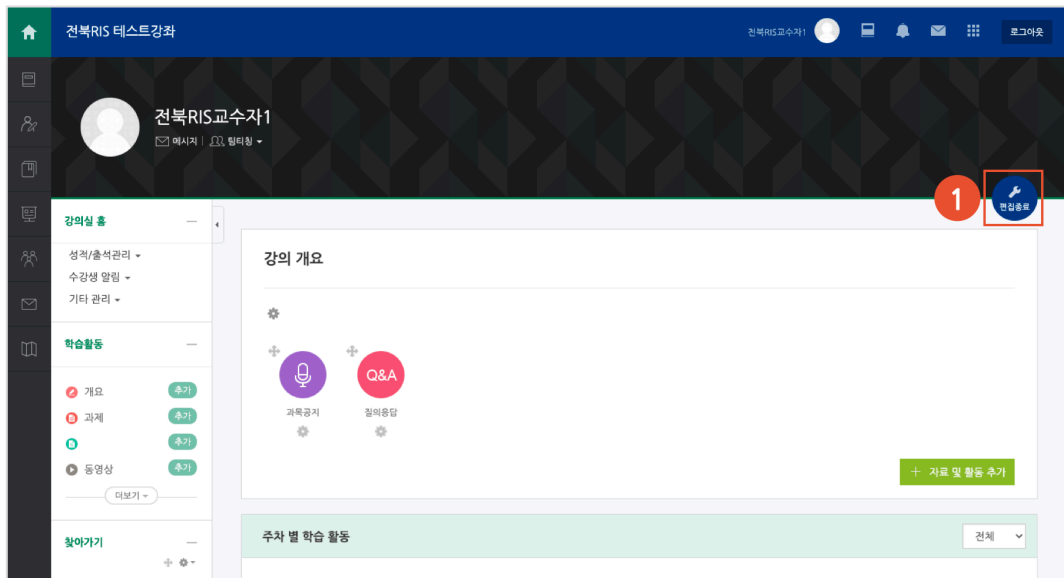 전북RIS 테스트강좌
전북RIS교수자1
로그아웃
전북RIS교수자1
메시지 | 팀티칭
1
편집종료
강의실 홈
성적/출석관리
수강생 알림
기타 관리
학습활동
개요 추가
과제 추가
추가
동영상 추가
더보기
찾아가기
강의 개요
Q&A
과목공지
질의응답
+ 자료 및 활동 추가
주차 별 학습 활동
전체